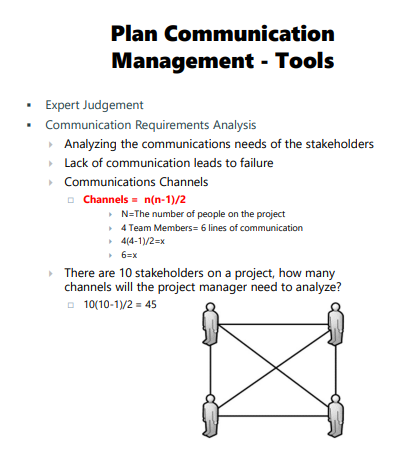 Plan Communication
Management - Tools
Expert Judgement
Communication Requirements Analysis
Analyzing the communications needs of the stakeholders
Lack of communication leads to failure
Communications Channels
Channels = n(n-1)/2
N=The number of people on the project
4 Team Members= 6 lines of communication
4(4-1)/2=x
6=x
There are 10 stakeholders on a project, how many
channels will the project manager need to analyze?
10(10-1)/2 = 45